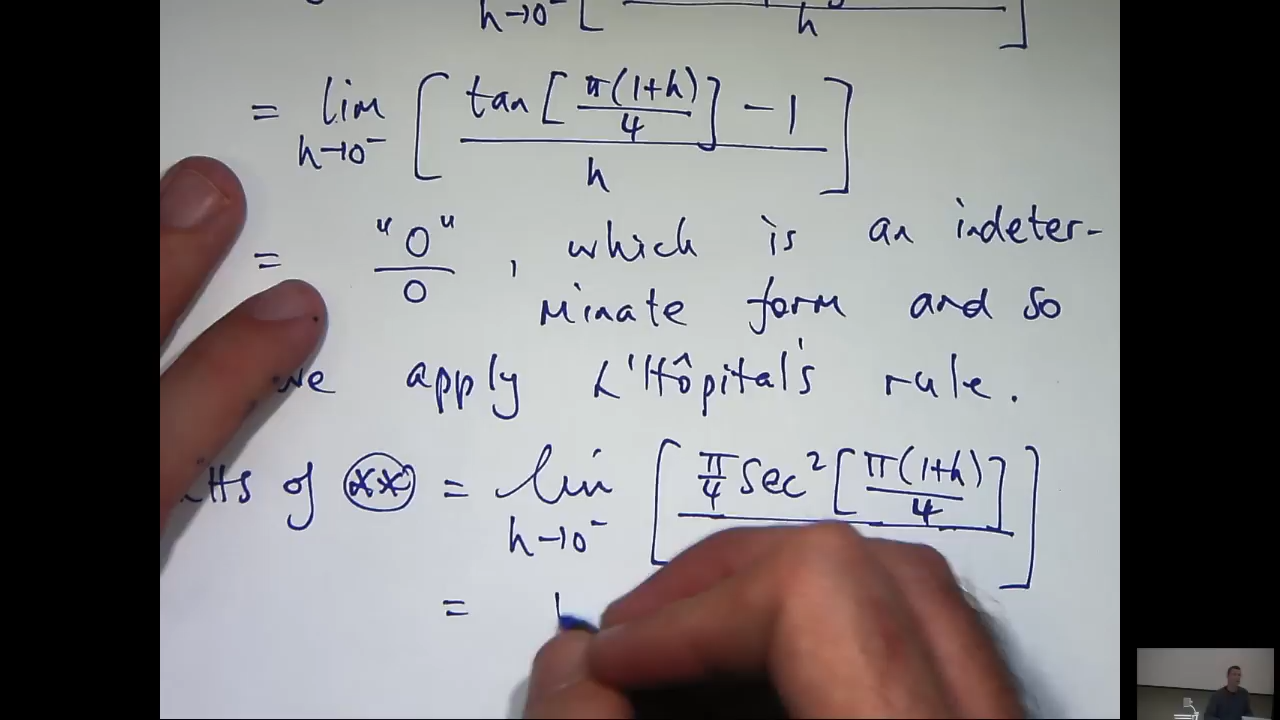 h→0⁻ [ h ]
= lim h→0⁻ [ (tan[π(1+h)/4] - 1) / h ]
= "0"/0 , which is an indeter-
minate form and so
we apply L'Hôpital's rule.
of (**) = lim h→0⁻ [ π/4 sec²[π(1+h)/4]
=